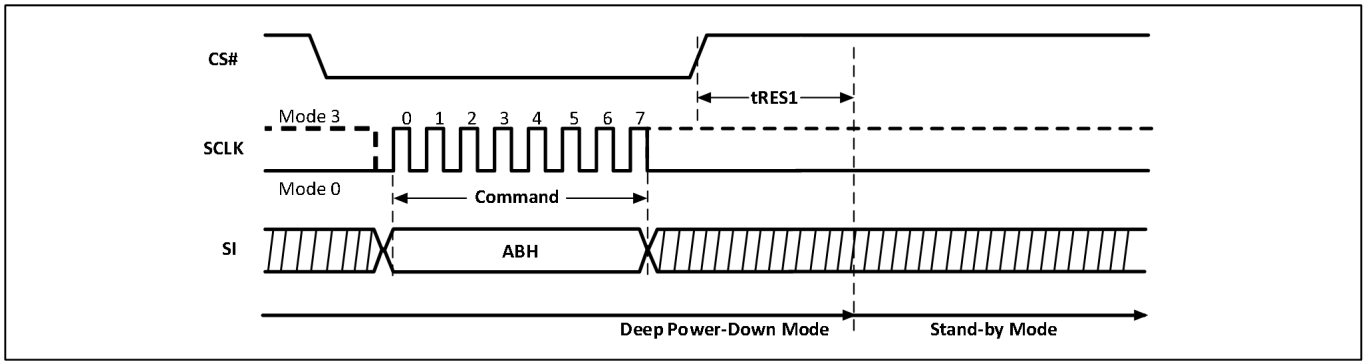 CS#
tRES1
Mode 3
0 1 2 3 4 5 6 7
SCLK
Mode 0
Command
SI
ABH
Deep Power-Down Mode
Stand-by Mode